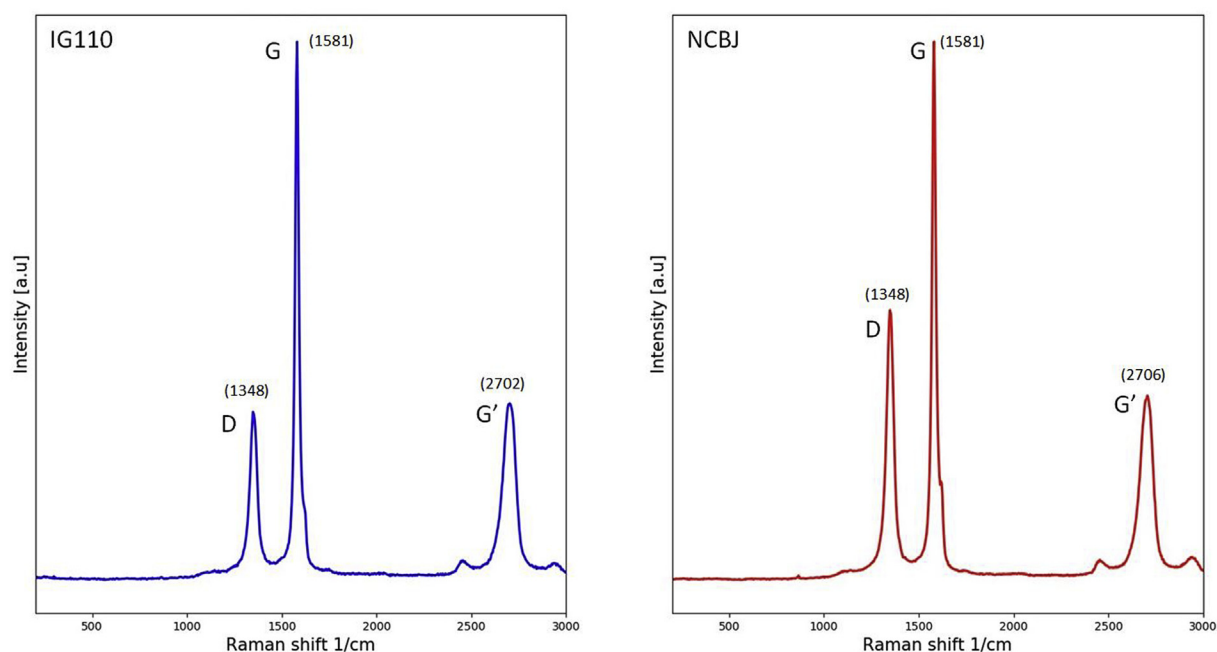 IG110
G
(1581)
(1348)
D
(2702)
G’
Intensity [a.u]
500
1000
1500
2000
2500
3000
Raman shift 1/cm
NCBJ
G
(1581)
(1348)
D
(2706)
G’
Intensity [a.u]
500
1000
1500
2000
2500
3000
Raman shift 1/cm